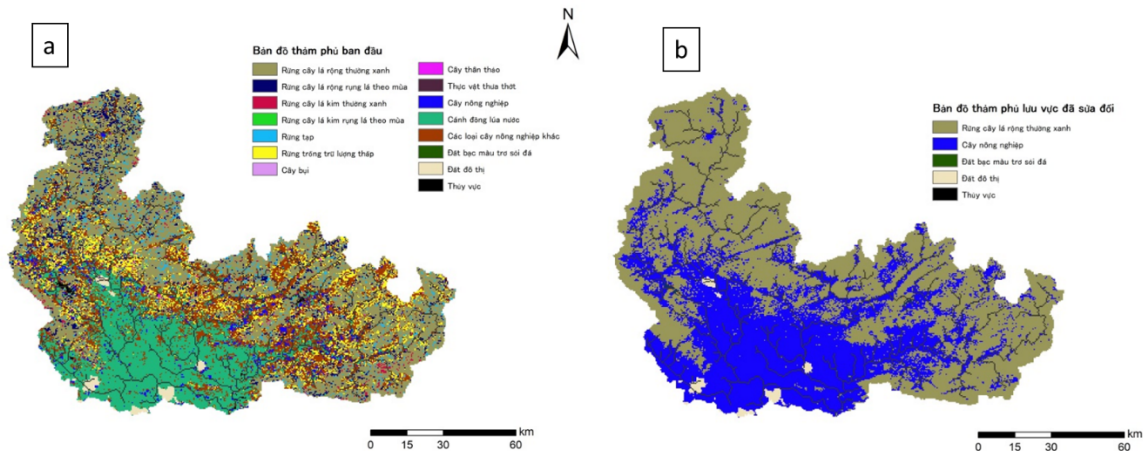 a
Bản đồ thảm phủ ban đầu
Rừng cây lá rộng thường xanh
Rừng cây lá rộng rụng lá theo mùa
Rừng cây lá kim thường xanh
Rừng cây lá kim rụng lá theo mùa
Rừng tạp
Rừng trồng trữ lượng thấp
Cây bụi
Cây thân thảo
Thực vật thưa thớt
Cây nông nghiệp
Cánh đồng lúa nước
Các loại cây nông nghiệp khác
Đất bạc màu trơ sỏi đá
Đất đô thị
Thủy vực
km
0 15 30 60
N
b
Bản đồ thảm phủ lưu vực đã sửa đổi
Rừng cây lá rộng thường xanh
Cây nông nghiệp
Đất bạc màu trơ sỏi đá
Đất đô thị
Thủy vực
km
0 15 30 60